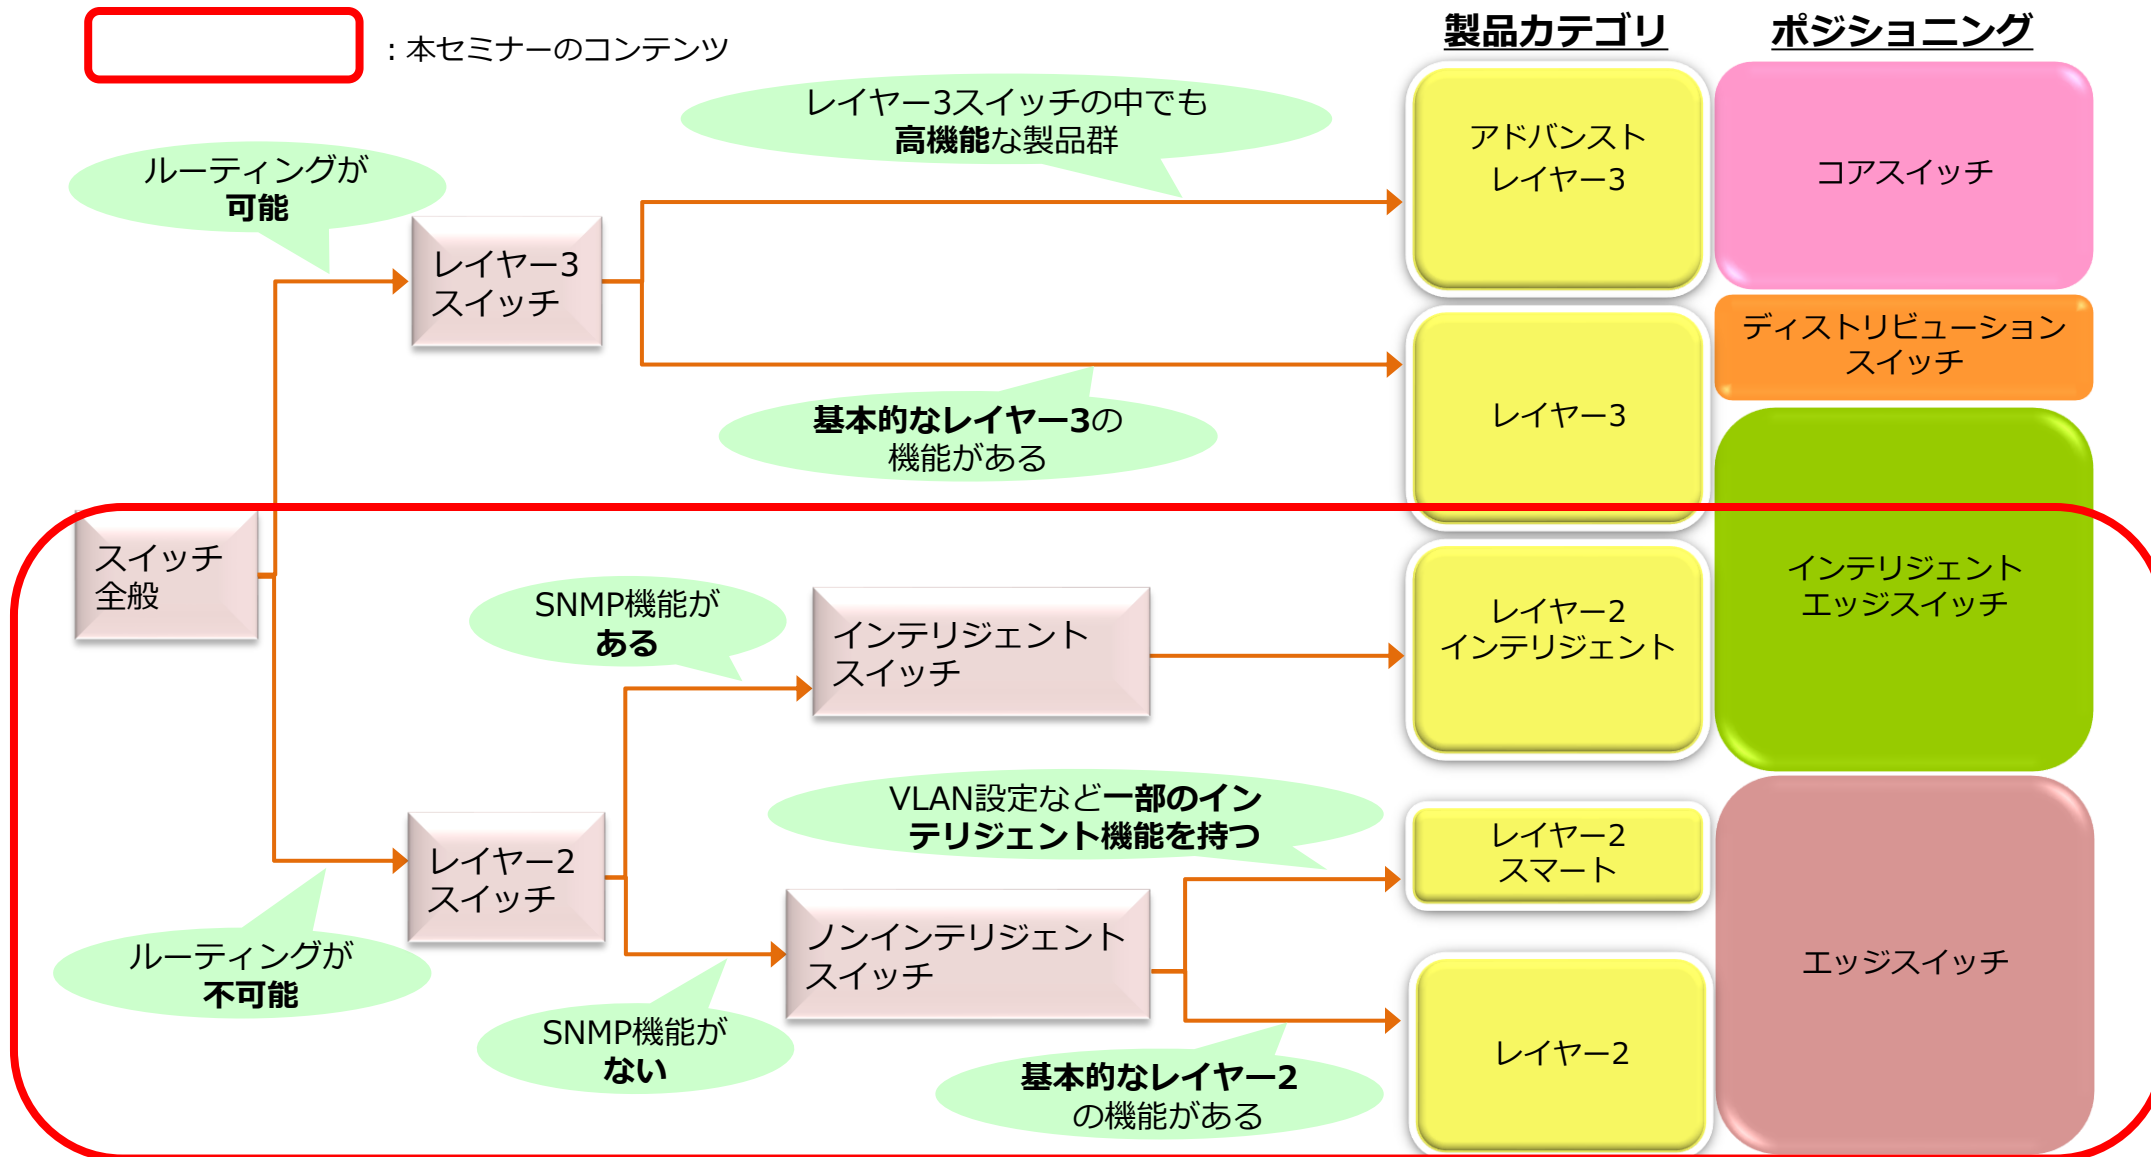 : 本セミナーのコンテンツ
製品カテゴリ
ポジショニング
レイヤー3スイッチの中でも
高機能な製品群
アドバンスト
レイヤー3
コアスイッチ
ルーティングが
可能
レイヤー3
スイッチ
ディストリビューション
スイッチ
基本的なレイヤー3の
機能がある
レイヤー3
スイッチ
全般
SNMP機能が
ある
インテリジェント
スイッチ
レイヤー2
インテリジェント
インテリジェント
エッジスイッチ
VLAN設定など一部のイン
テリジェント機能を持つ
レイヤー2
スマート
レイヤー2
スイッチ
ノンインテリジェント
スイッチ
エッジスイッチ
ルーティングが
不可能
SNMP機能が
ない
基本的なレイヤー2
の機能がある
レイヤー2